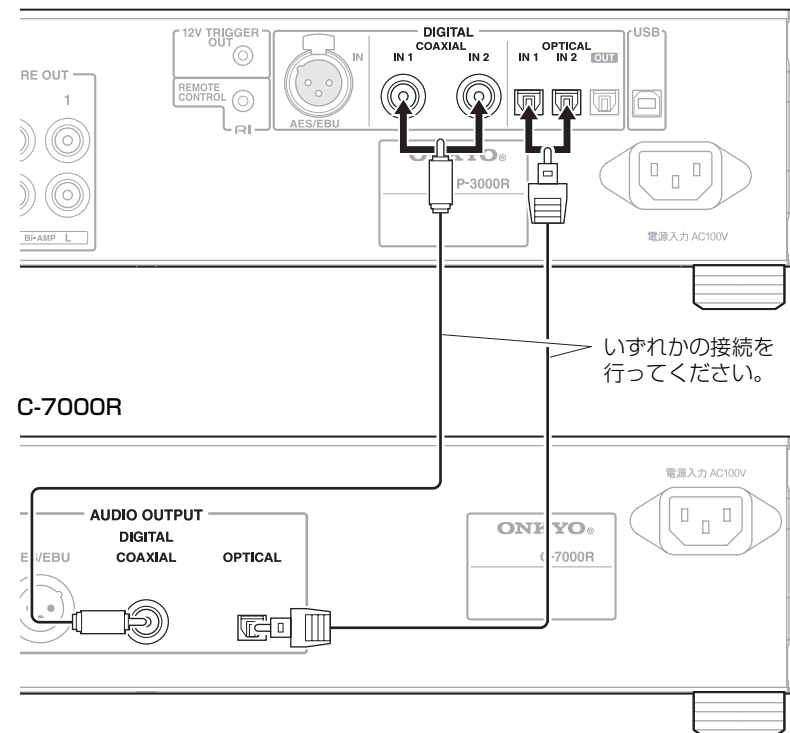 12V TRIGGER
OUT
REMOTE
CONTROL
RI
IN
AES/EBU
DIGITAL
COAXIAL
IN 1
IN 2
OPTICAL
IN 1
IN 2
OUT
USB
RE OUT
1
Bi-AMP L
ONKYO®
P-3000R
電源入力 AC100V
いずれかの接続を
行ってください。
C-7000R
電源入力 AC100V
AUDIO OUTPUT
DIGITAL
ES/EBU
COAXIAL
OPTICAL
ONKYO®
C-7000R